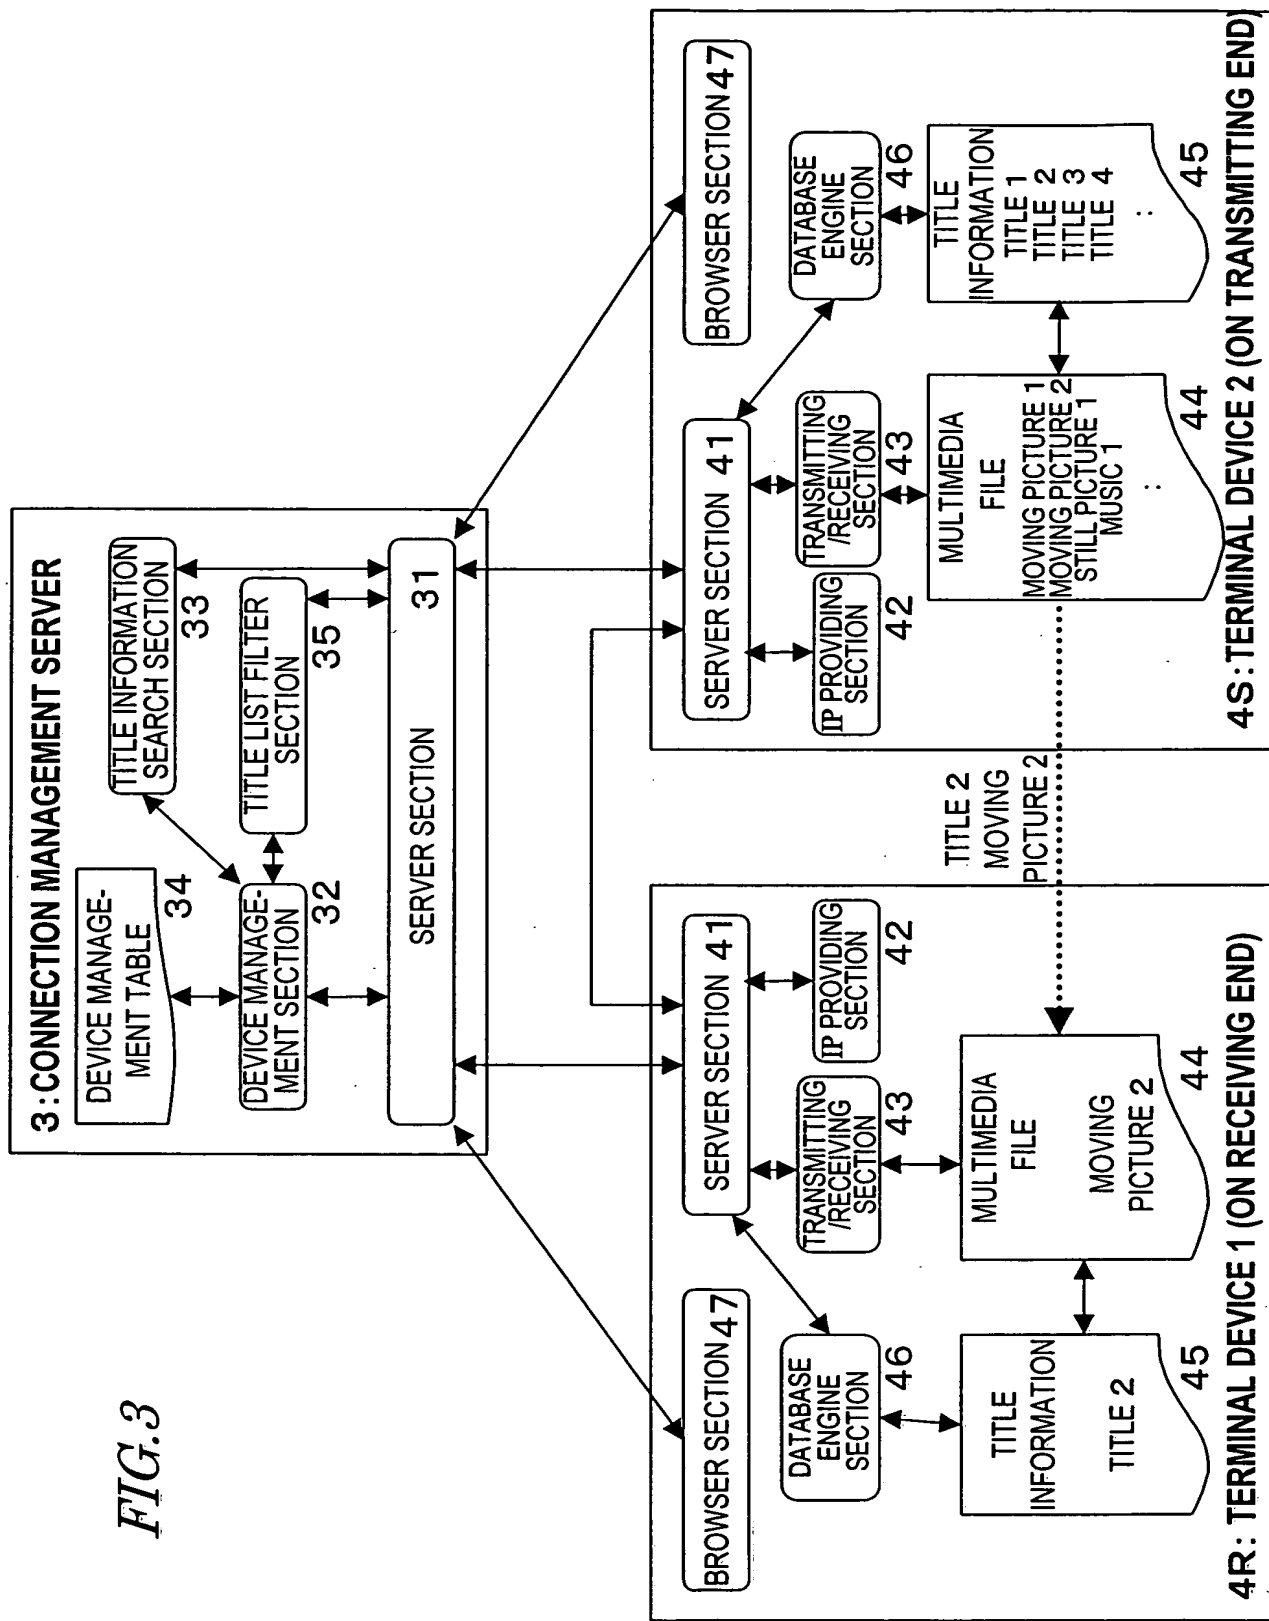 FIG.3
3:CONNECTION MANAGEMENT SERVER
DEVICE MANAGE-
MENT TABLE
34
TITLE INFORMATION
SEARCH SECTION
33
DEVICE MANAGE-
MENT SECTION
32
TITLE LIST FILTER
SECTION
35
SERVER SECTION
31
BROWSER SECTION 47
SERVER SECTION 41
DATABASE
ENGINE
SECTION
46
TRANSMITTING
/RECEIVING
SECTION
43
IP PROVIDING
SECTION
42
TITLE
INFORMATION
TITLE 2
45
MULTIMEDIA
FILE
MOVING
PICTURE 2
44
4R: TERMINAL DEVICE 1 (ON RECEIVING END)
TITLE 2
MOVING
PICTURE 2
SERVER SECTION 41
BROWSER SECTION 47
IP PROVIDING
SECTION
42
TRANSMITTING
/RECEIVING
SECTION
43
DATABASE
ENGINE
SECTION
46
MULTIMEDIA
FILE
MOVING PICTURE 1
MOVING PICTURE 2
STILL PICTURE 1
MUSIC 1
:
44
TITLE
INFORMATION
TITLE 1
TITLE 2
TITLE 3
TITLE 4
:
45
4S:TERMINAL DEVICE 2 (ON TRANSMITTING END)